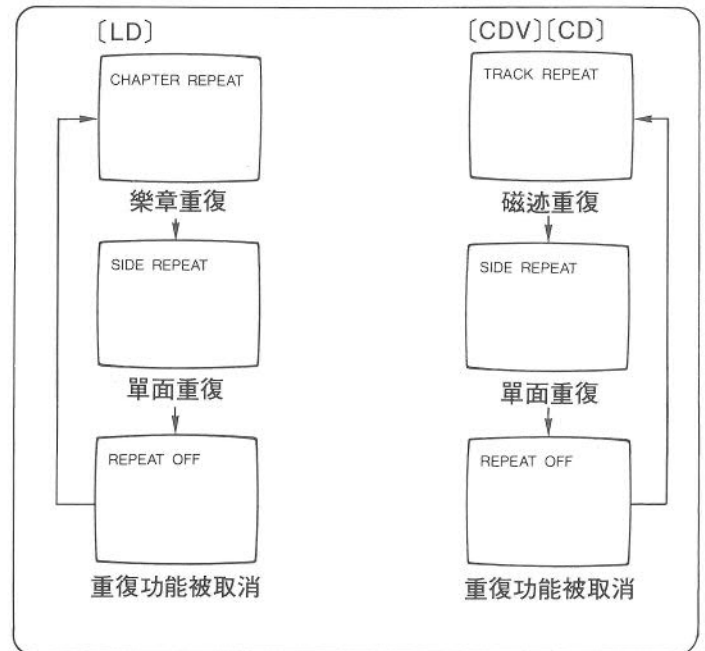 〔LD〕
CHAPTER REPEAT
樂章重復
SIDE REPEAT
單面重復
REPEAT OFF
重復功能被取消
〔CDV〕〔CD〕
TRACK REPEAT
磁迹重復
SIDE REPEAT
單面重復
REPEAT OFF
重復功能被取消